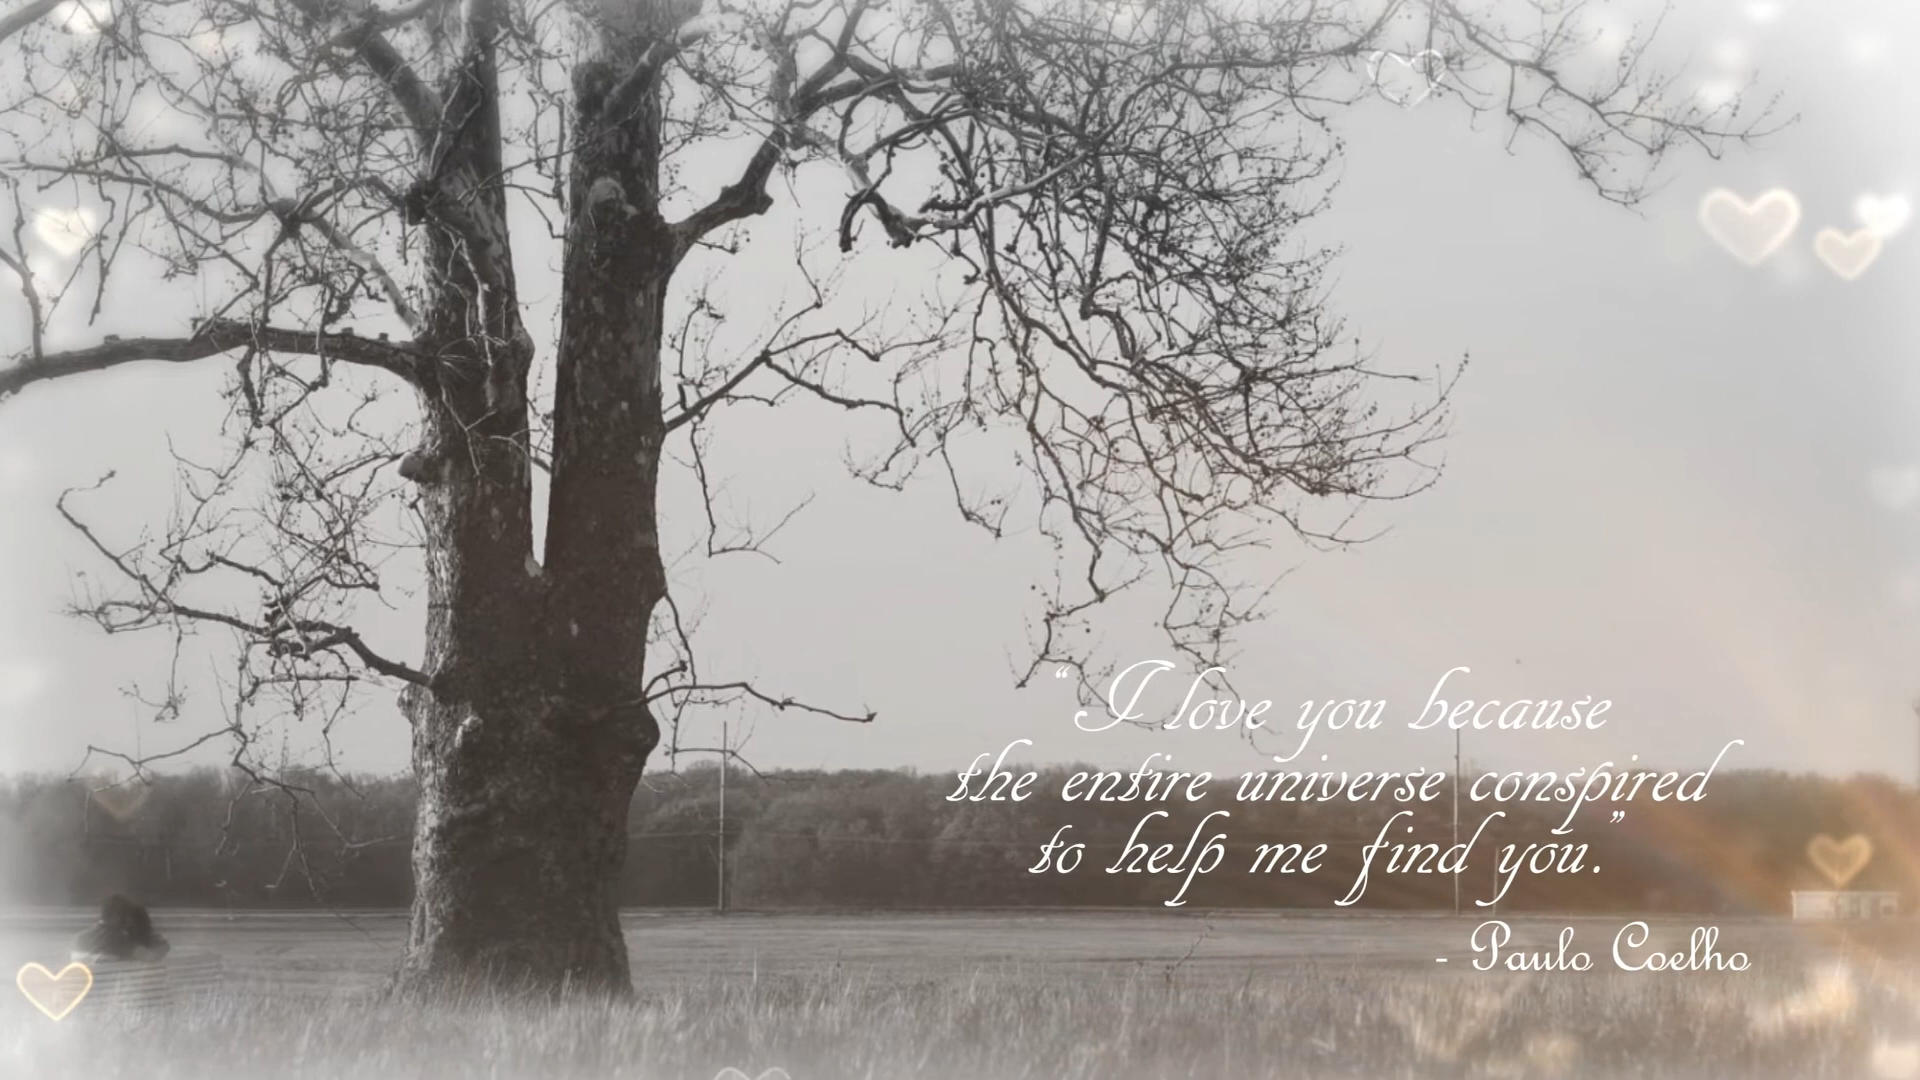 “I love you because
the entire universe conspired
to help me find you.”
- Paulo Coelho